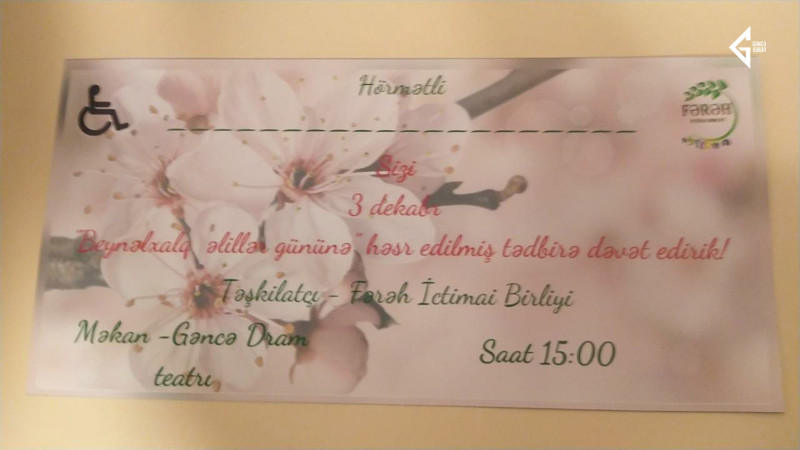 Hörmətli
FƏRƏH
Sizi
3 dekabr
"Beynəlxalq əlillər gününə" həsr edilmiş tədbirə dəvət edirik!
Təşkilatçı - Fərəh İctimai Birliyi
Məkan -Gəncə Dram
teatrı
Saat 15:00